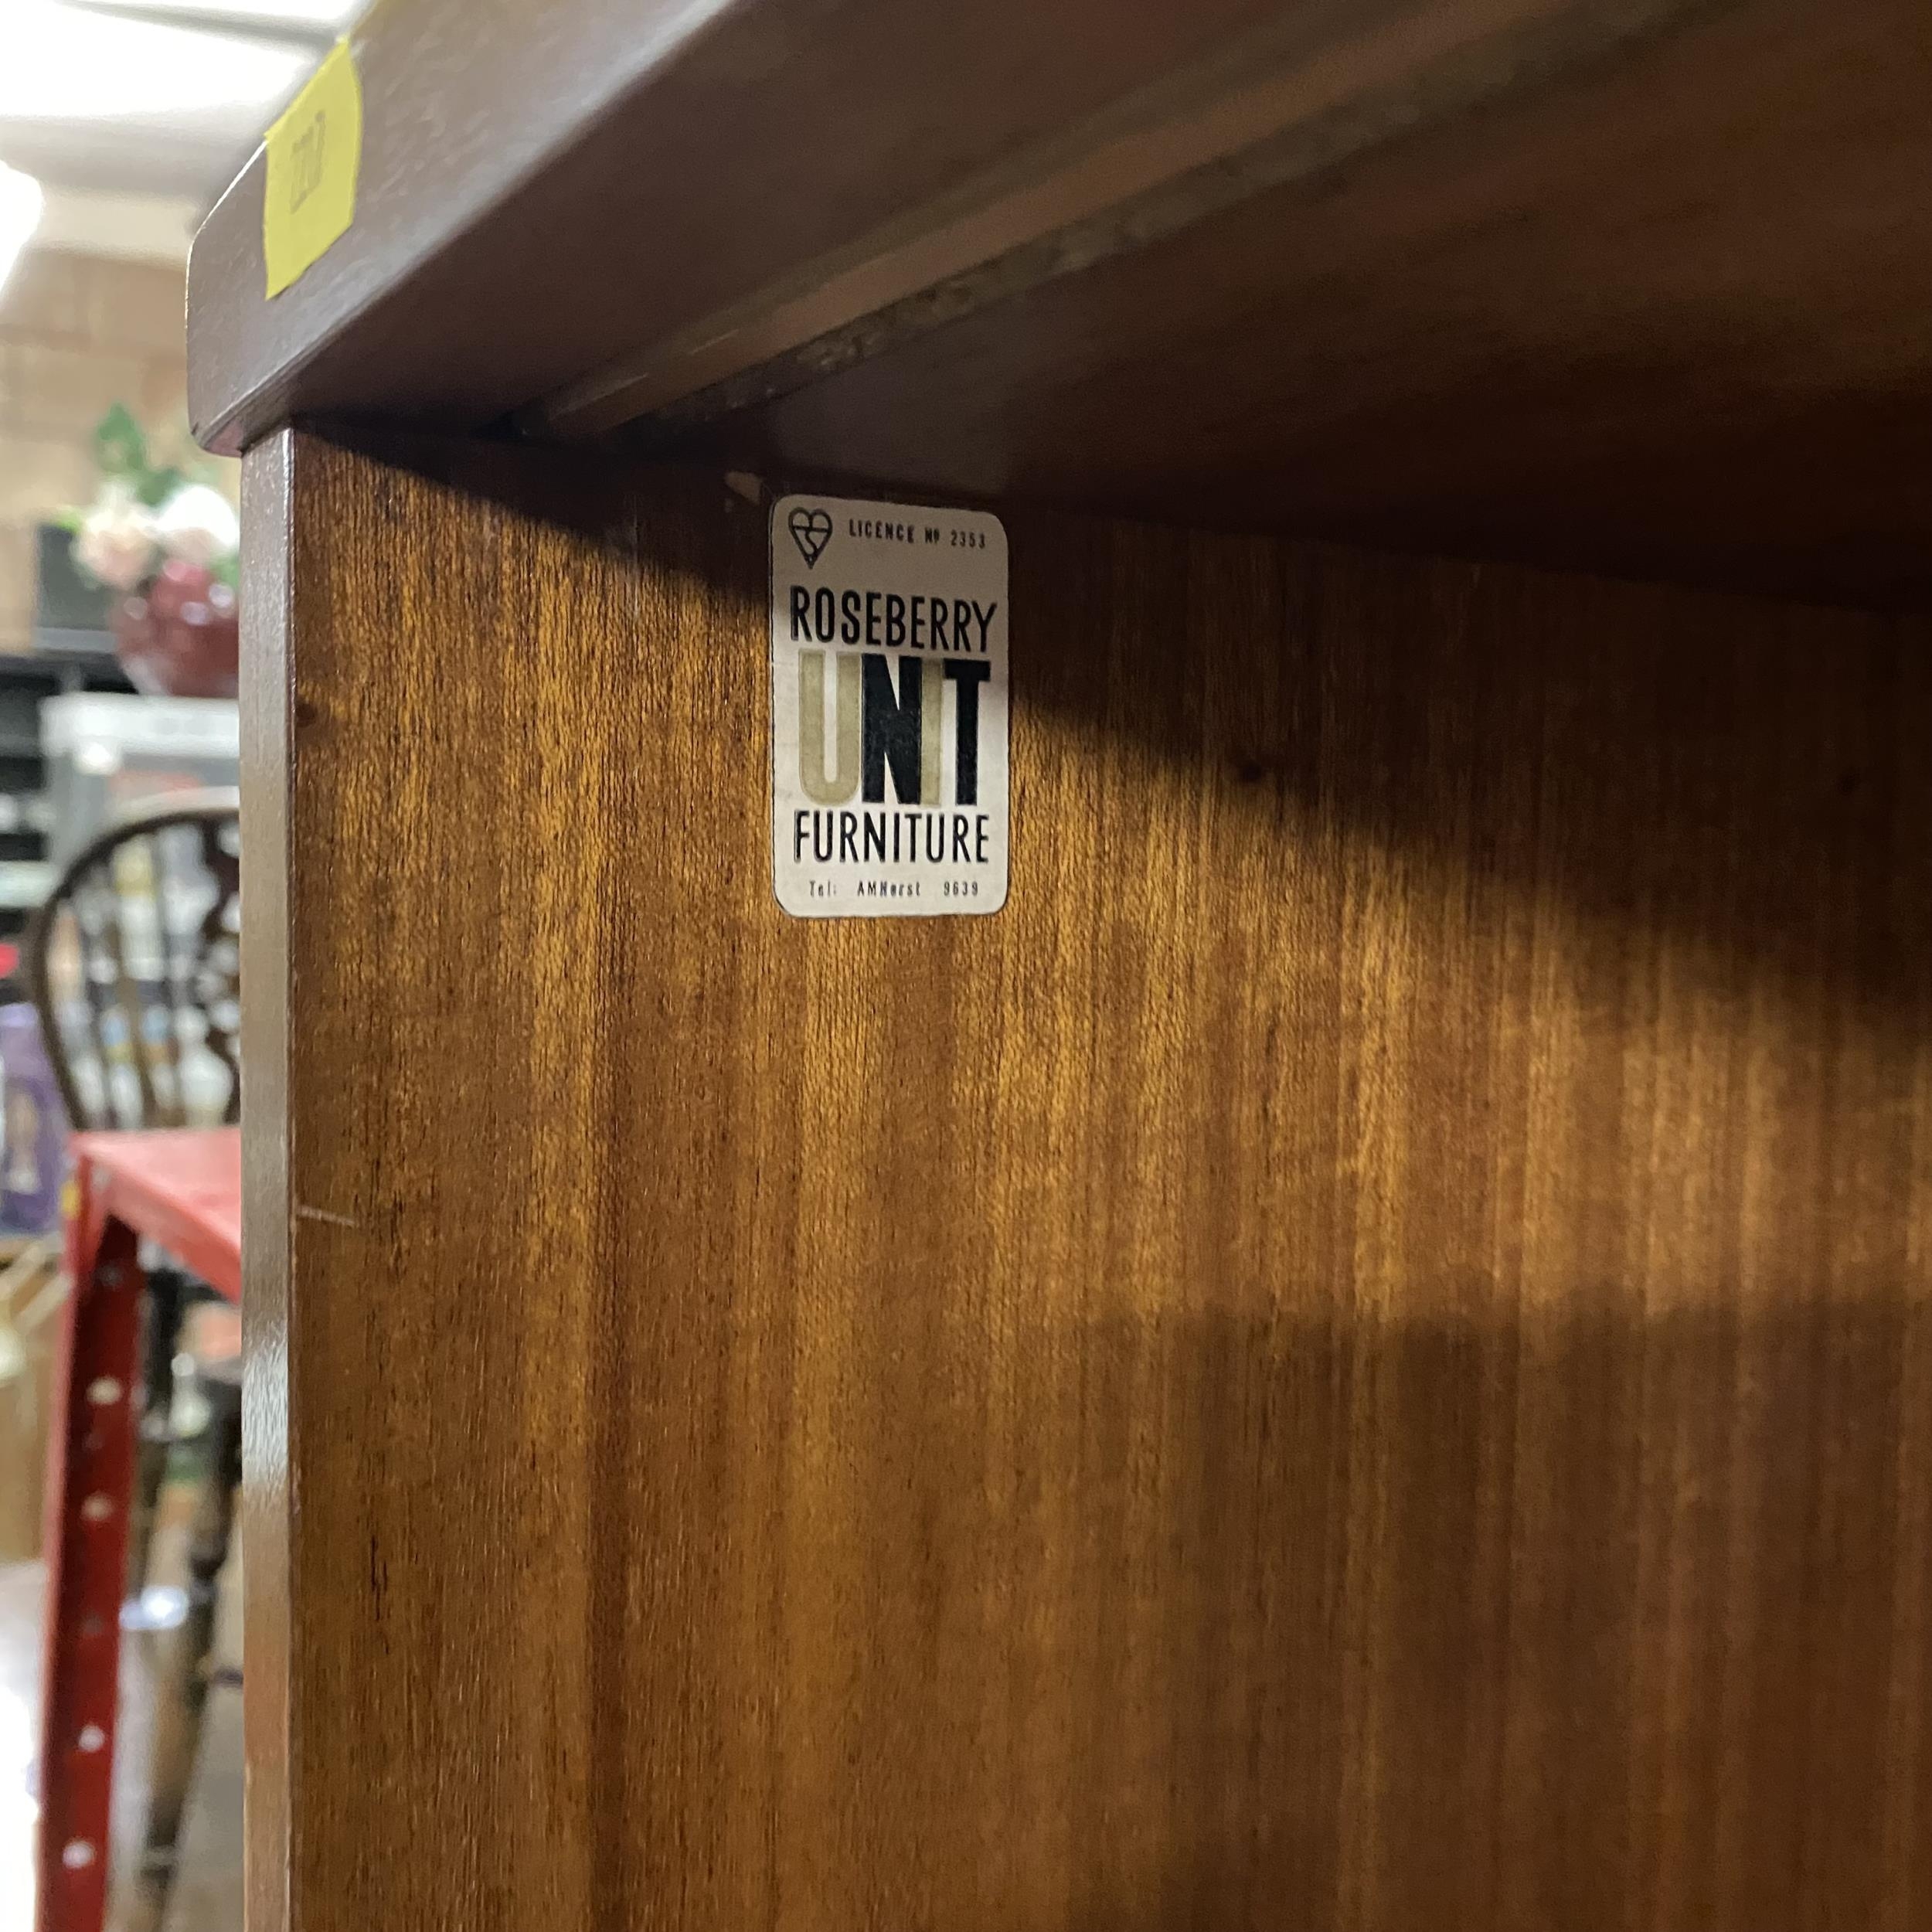 LICENCE Nº 2353
ROSEBERRY
UNIT
FURNITURE
Tel: AMHerst 9639